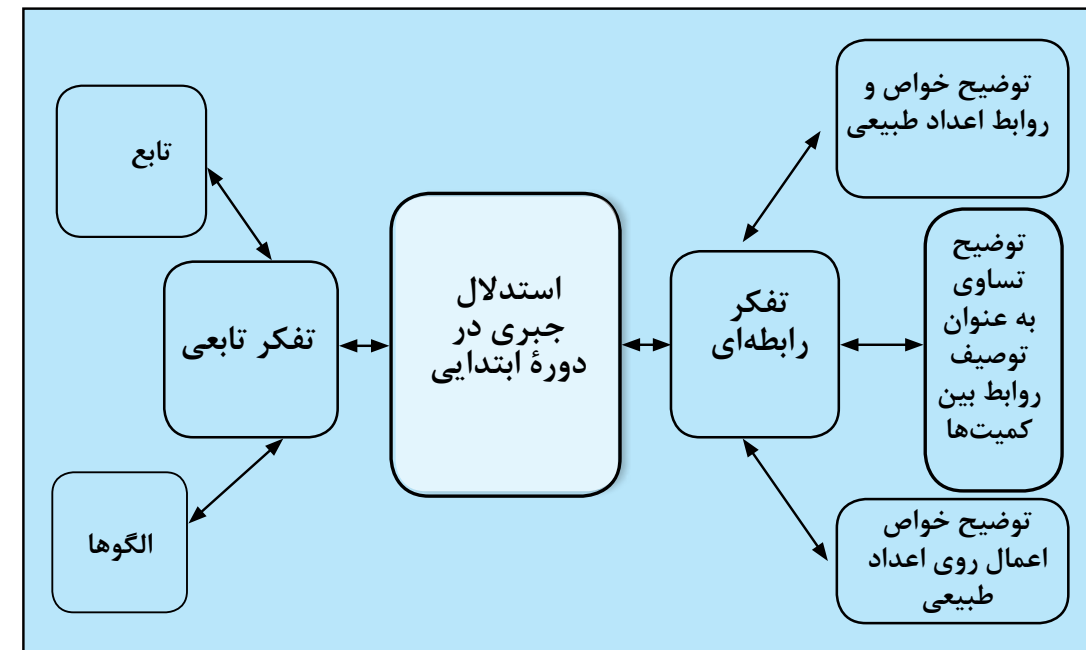 توضیح خواص و
روابط اعداد طبیعی
تابع
توضیح
تساوی
به عنوان
توصیف
روابط بین
کمیت‌ها
تفکر
رابطه‌ای
استدلال
جبری در
دورهٔ ابتدایی
تفکر تابعی
توضیح خواص
اعمال روی اعداد
طبیعی
الگوها